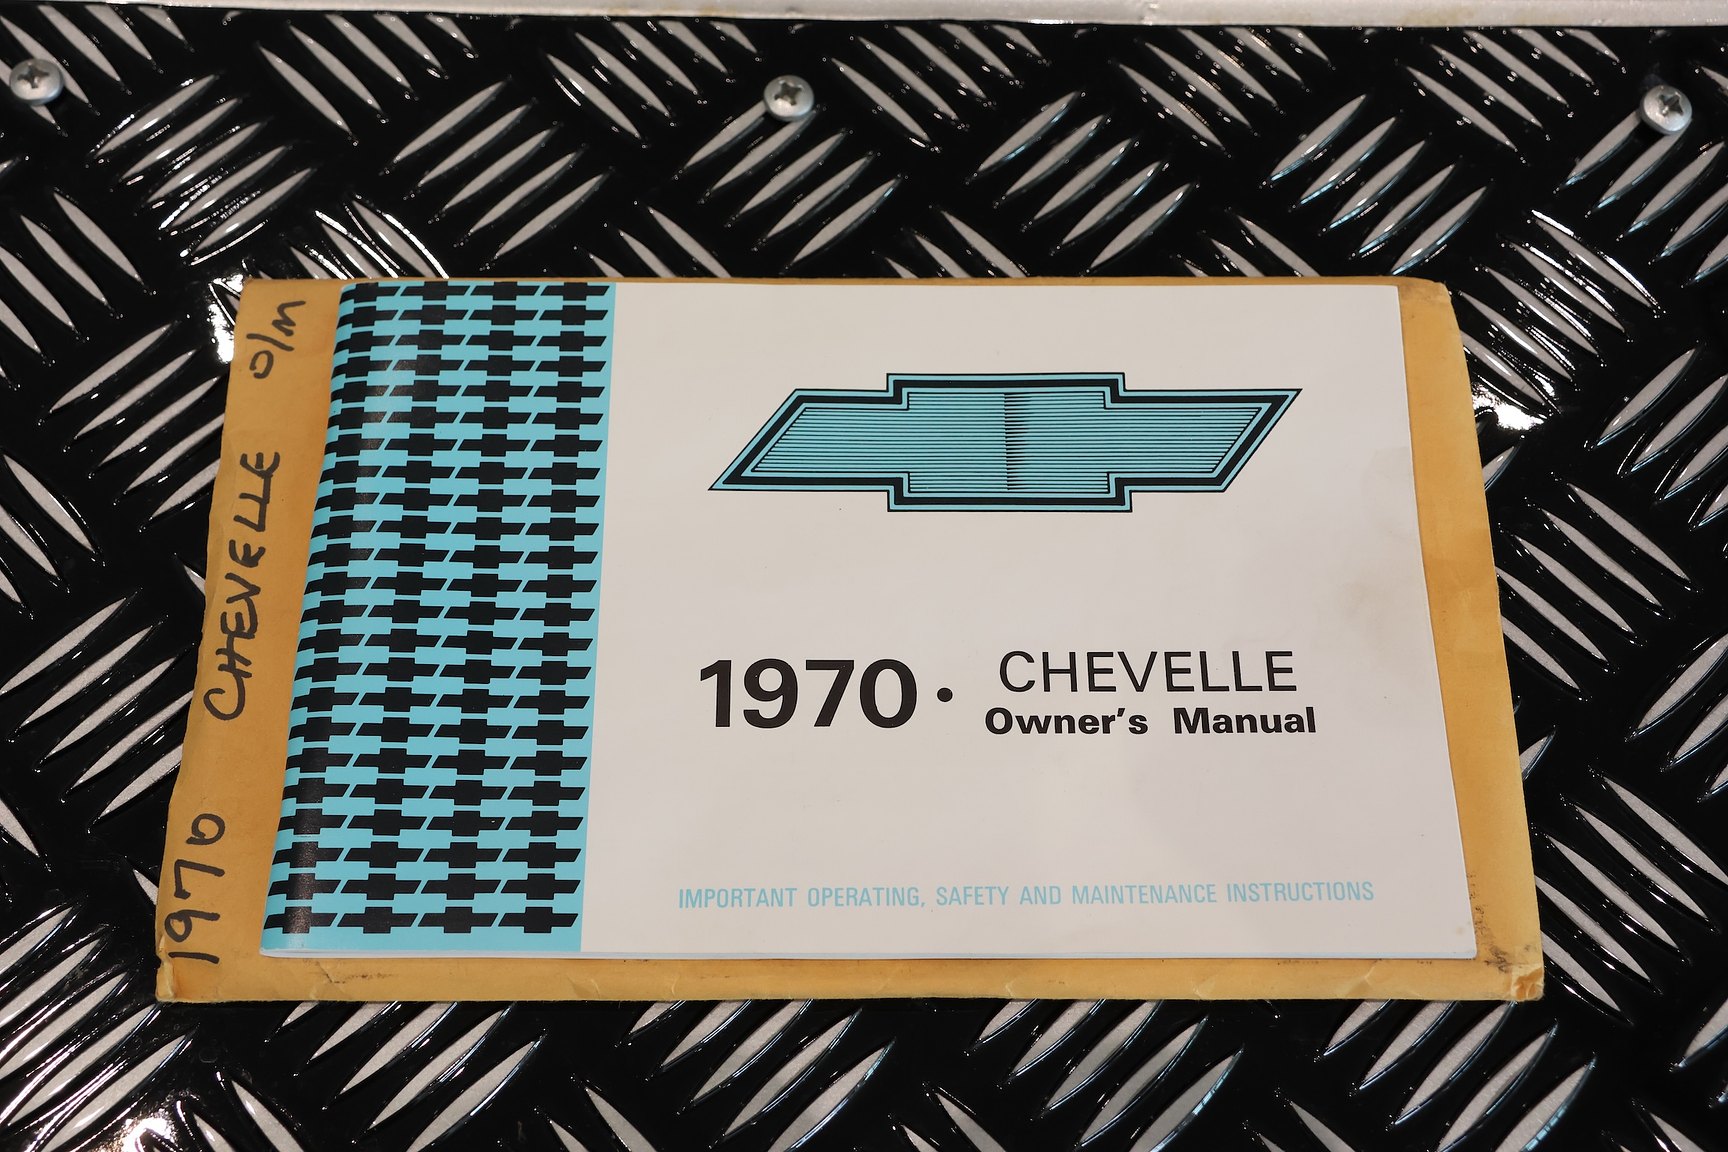 1970 CHEVELLE O/M
1970 • CHEVELLE
Owner's Manual
IMPORTANT OPERATING, SAFETY AND MAINTENANCE INSTRUCTIONS